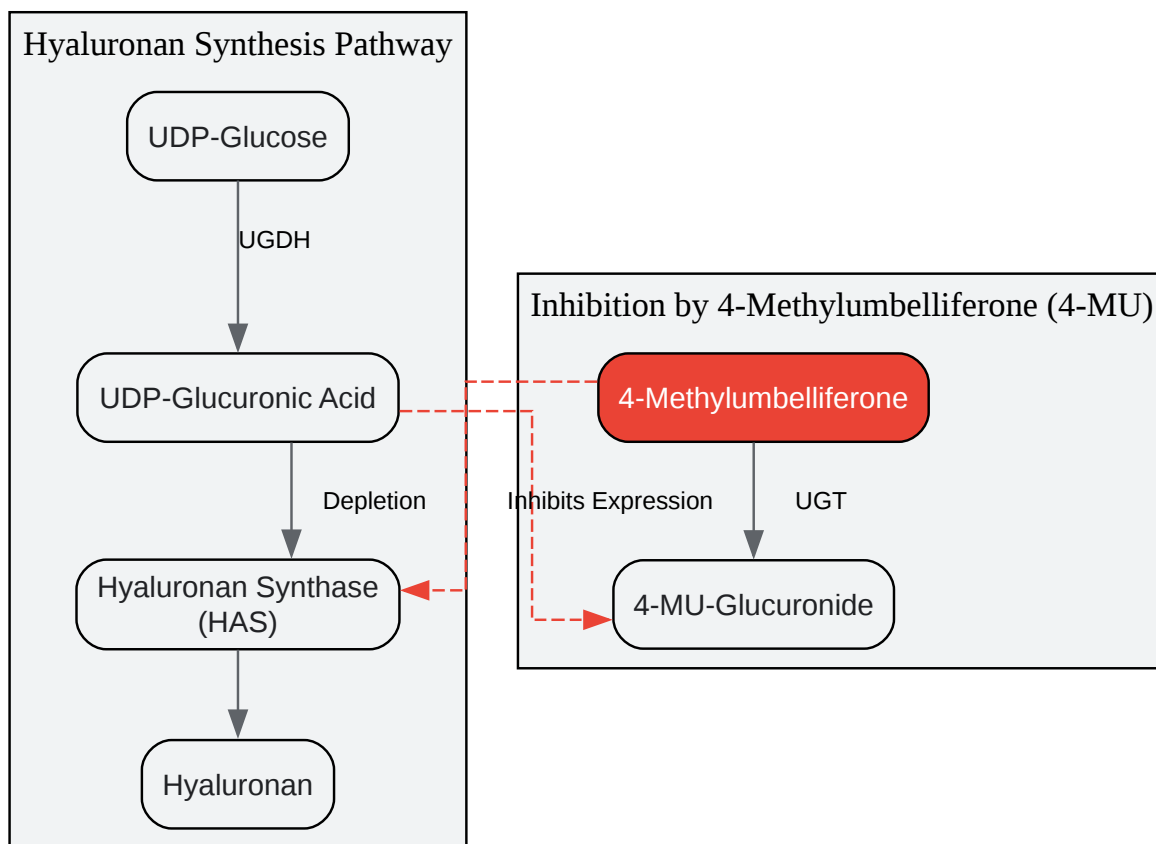 Hyaluronan Synthesis Pathway
UDP-Glucose
UGDH
UDP-Glucuronic Acid
Depletion
Hyaluronan Synthase
(HAS)
Hyaluronan
Inhibition by 4-Methylumbelliferone (4-MU)
4-Methylumbelliferone
Inhibits Expression
UGT
4-MU-Glucuronide